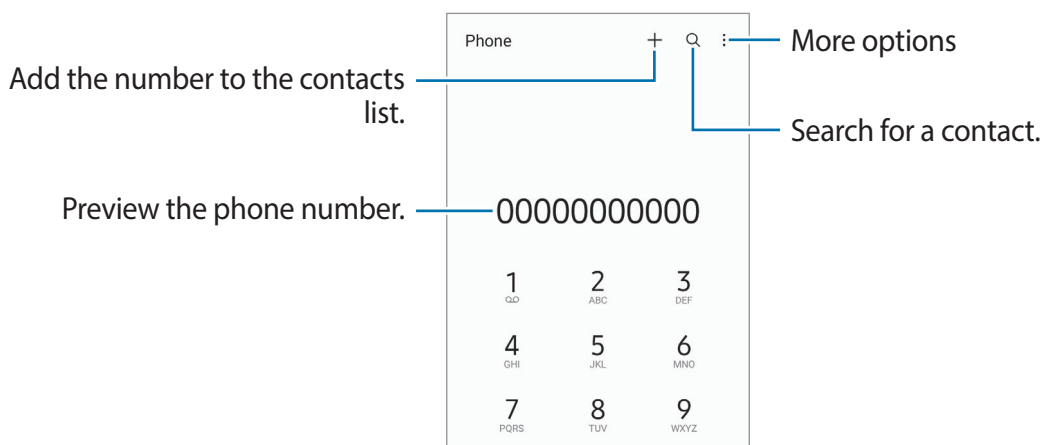 Phone
More options
Add the number to the contacts
list.
Search for a contact.
Preview the phone number.
00000000000
1 2 3
ABC DEF
4 5 6
GHI JKL MNO
7 8 9
PQRS TUV WXYZ